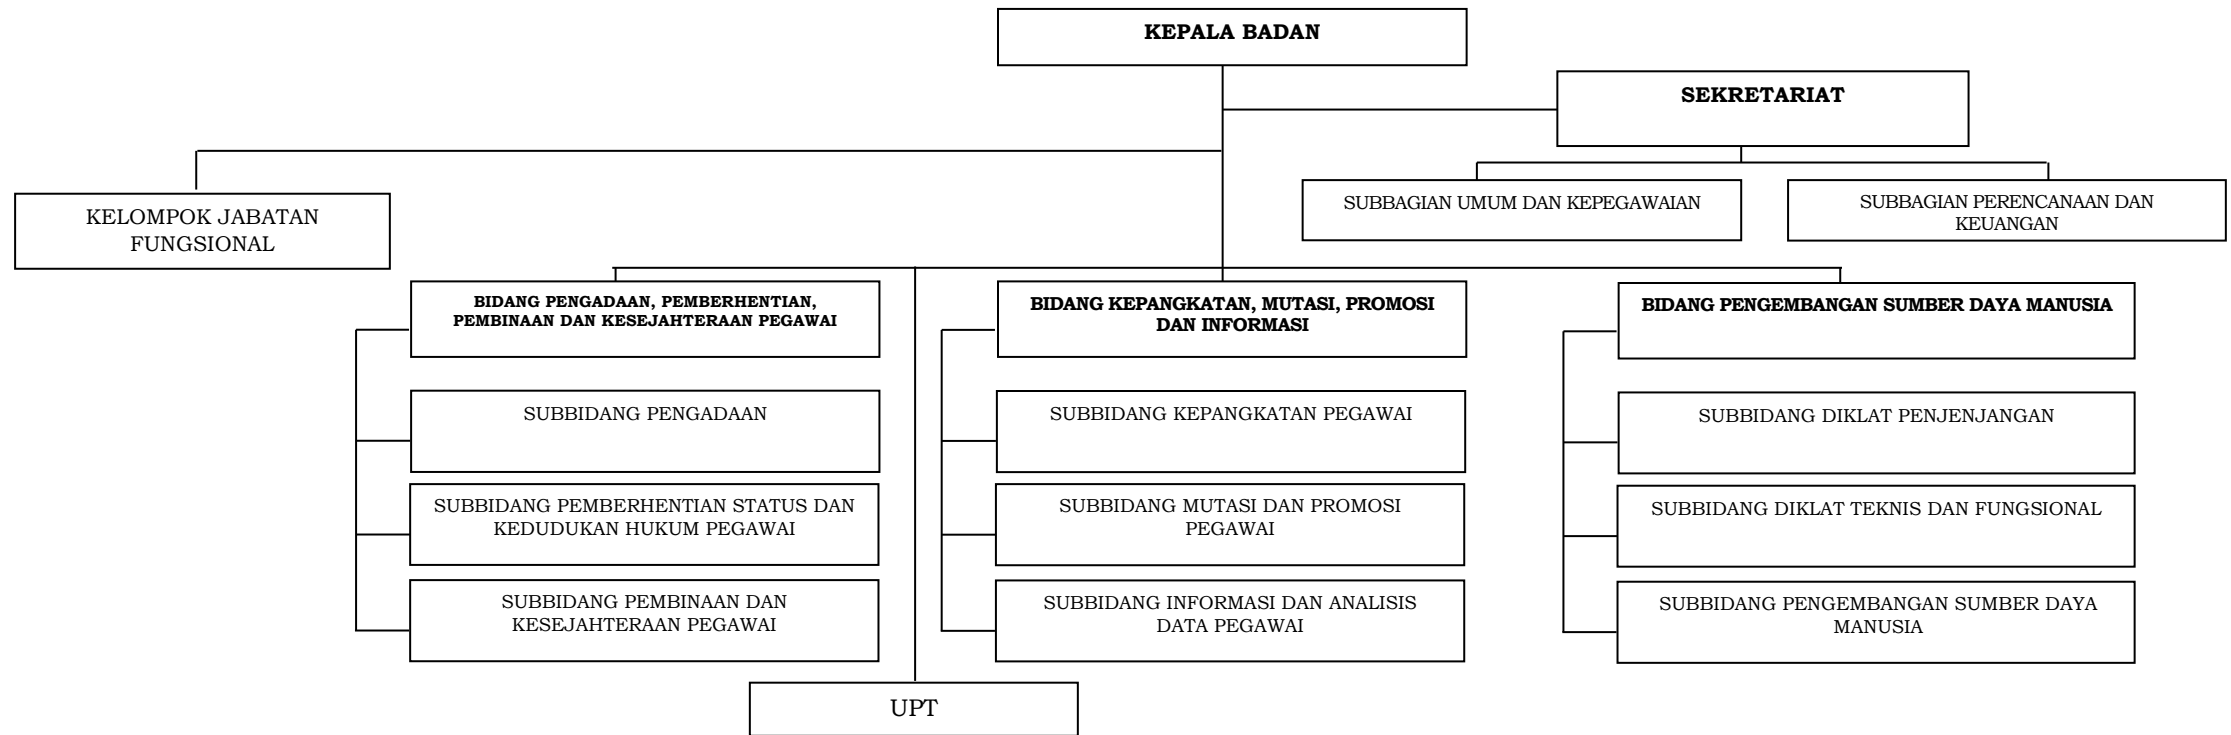 KEPALA BADAN
SEKRETARIAT
SUBBAGIAN UMUM DAN KEPEGAWAIAN
SUBBAGIAN PERENCANAAN DAN
KEUANGAN
KELOMPOK JABATAN
FUNGSIONAL
BIDANG PENGADAAN, PEMBERHENTIAN,
PEMBINAAN DAN KESEJAHTERAAN PEGAWAI
SUBBIDANG PENGADAAN
SUBBIDANG PEMBERHENTIAN STATUS DAN
KEDUDUKAN HUKUM PEGAWAI
SUBBIDANG PEMBINAAN DAN
KESEJAHTERAAN PEGAWAI
BIDANG KEPANGKATAN, MUTASI, PROMOSI
DAN INFORMASI
SUBBIDANG KEPANGKATAN PEGAWAI
SUBBIDANG MUTASI DAN PROMOSI
PEGAWAI
SUBBIDANG INFORMASI DAN ANALISIS
DATA PEGAWAI
BIDANG PENGEMBANGAN SUMBER DAYA MANUSIA
SUBBIDANG DIKLAT PENJENJANGAN
SUBBIDANG DIKLAT TEKNIS DAN FUNGSIONAL
SUBBIDANG PENGEMBANGAN SUMBER DAYA
MANUSIA
UPT